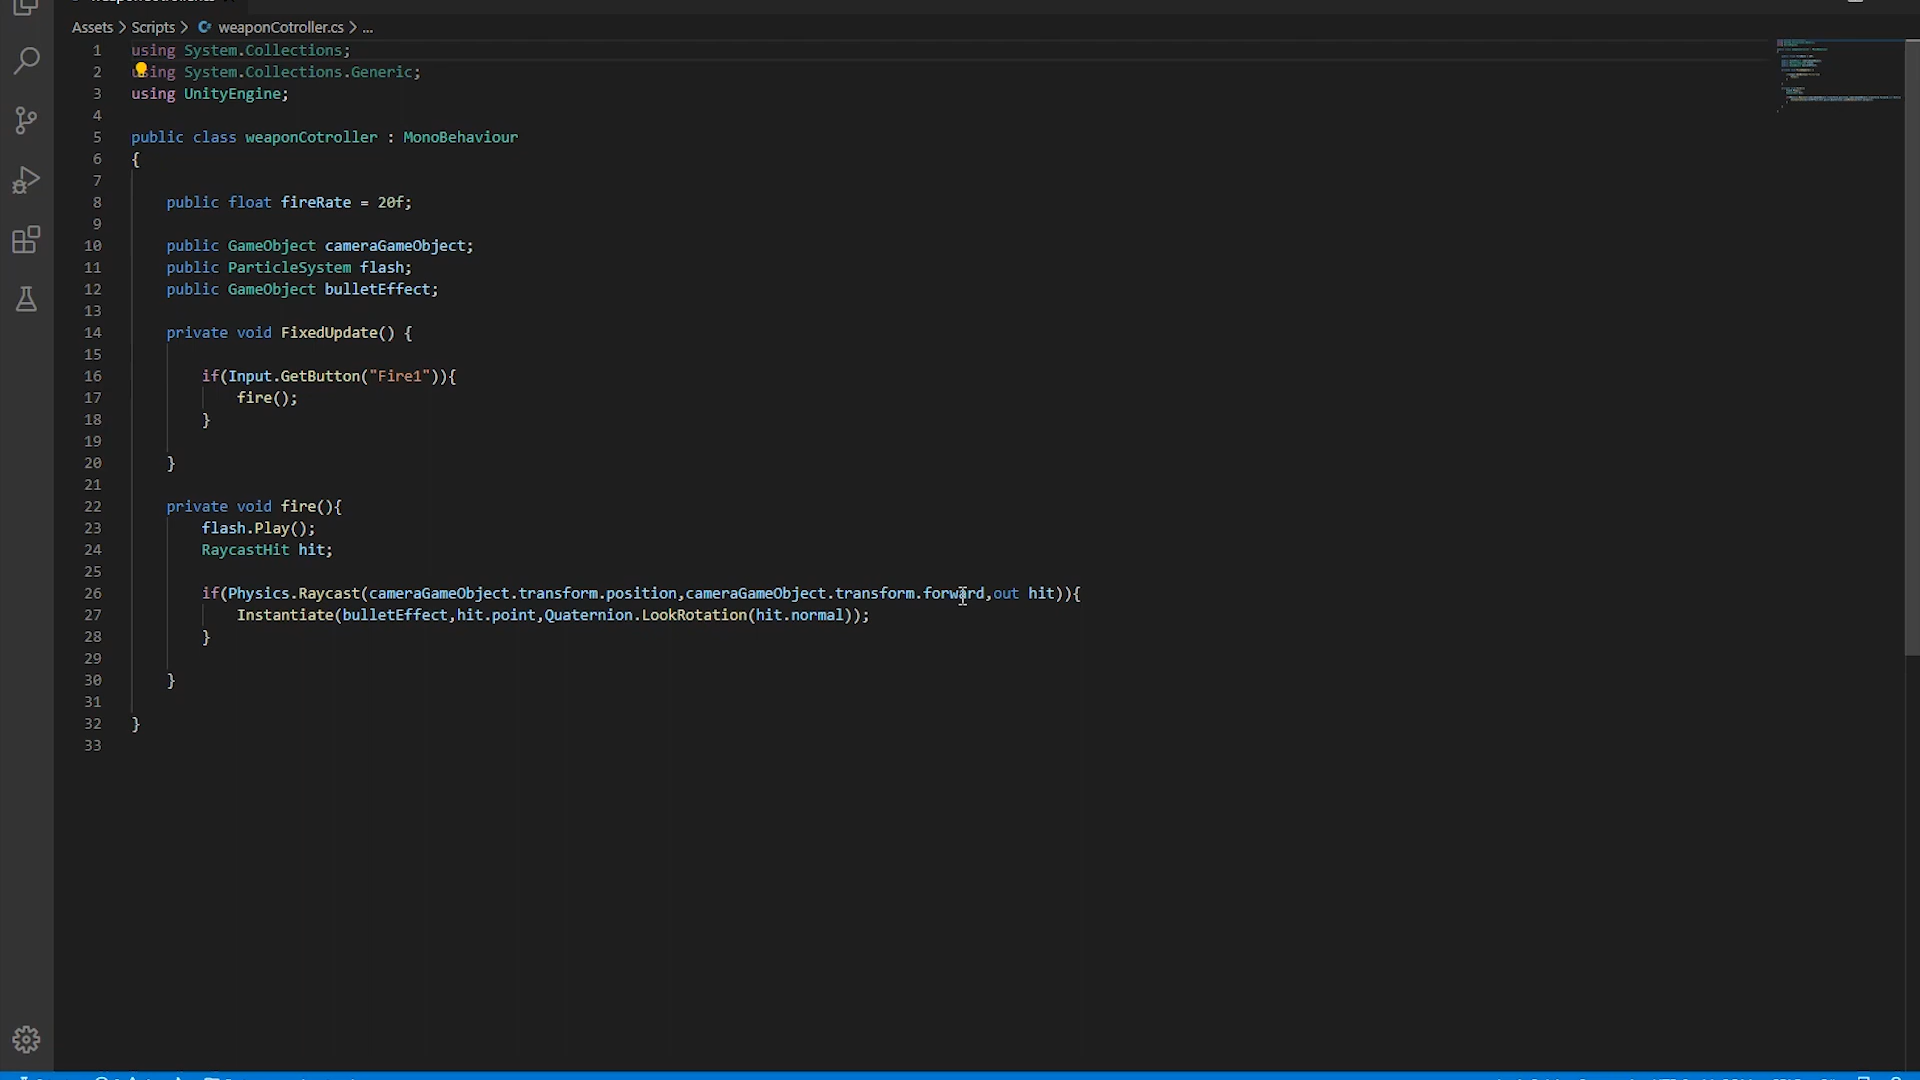 Assets > Scripts > weaponCotroller.cs > ...
1 using System.Collections;
2 using System.Collections.Generic;
3 using UnityEngine;
4
5 public class weaponCotroller : MonoBehaviour
6 {
7
8 public float fireRate = 20f;
9
10 public GameObject cameraGameObject;
11 public ParticleSystem flash;
12 public GameObject bulletEffect;
13
14 private void FixedUpdate() {
15
16 if(Input.GetButton("Fire1")){
17 fire();
18 }
19
20 }
21
22 private void fire(){
23 flash.Play();
24 RaycastHit hit;
25
26 if(Physics.Raycast(cameraGameObject.transform.position,cameraGameObject.transform.forward,out hit)){
27 Instantiate(bulletEffect,hit.point,Quaternion.LookRotation(hit.normal));
28 }
29
30 }
31
32 }
33